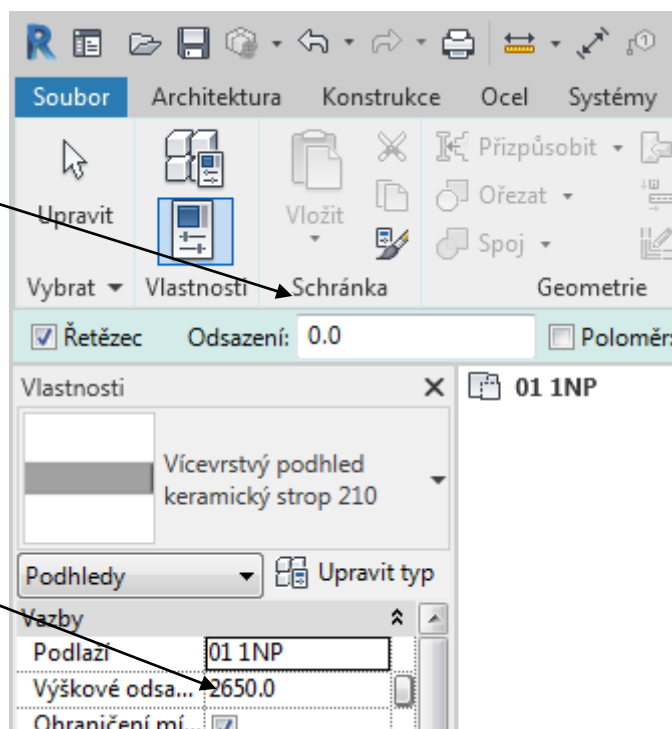 Soubor Architektura Konstrukce Ocel Systémy
Přizpůsobit
Upravit Vložit Ořezat
Spoj
Vybrat Vlastnosti Schránka Geometrie
Řetězec Odsazení: 0.0 Poloměr:
Vlastnosti 01 1NP
Vícevrstvý podhled
keramický strop 210
Podhledy Upravit typ
Vazby
Podlaží 01 1NP
Výškové odsa... 2650.0
Ohraničení mí...